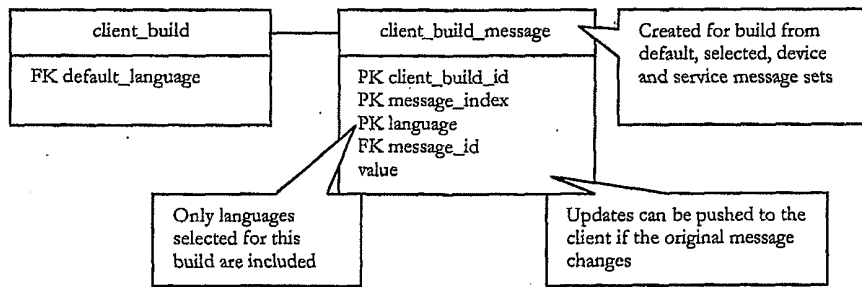 client_build
FK default_language
client_build_message
PK client_build_id
PK message_index
PK language
FK message_id
value
Created for build from
default, selected, device
and service message sets
Only languages
selected for this
build are included
Updates can be pushed to the
client if the original message
changes